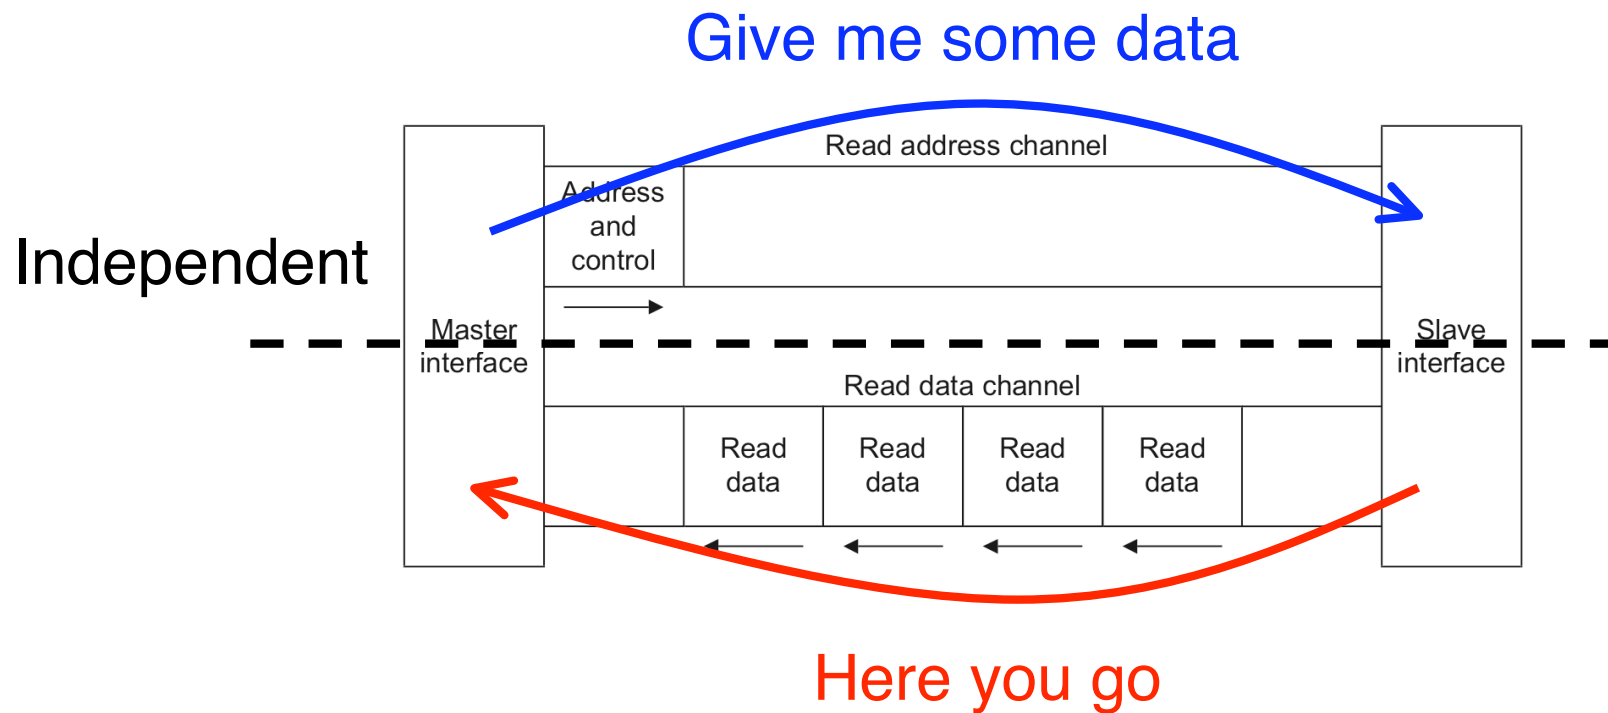 Give me some data
Read address channel
Address
and
control
Independent
Master
interface
Slave
interface
Read data channel
Read
data
Read
data
Read
data
Read
data
Here you go